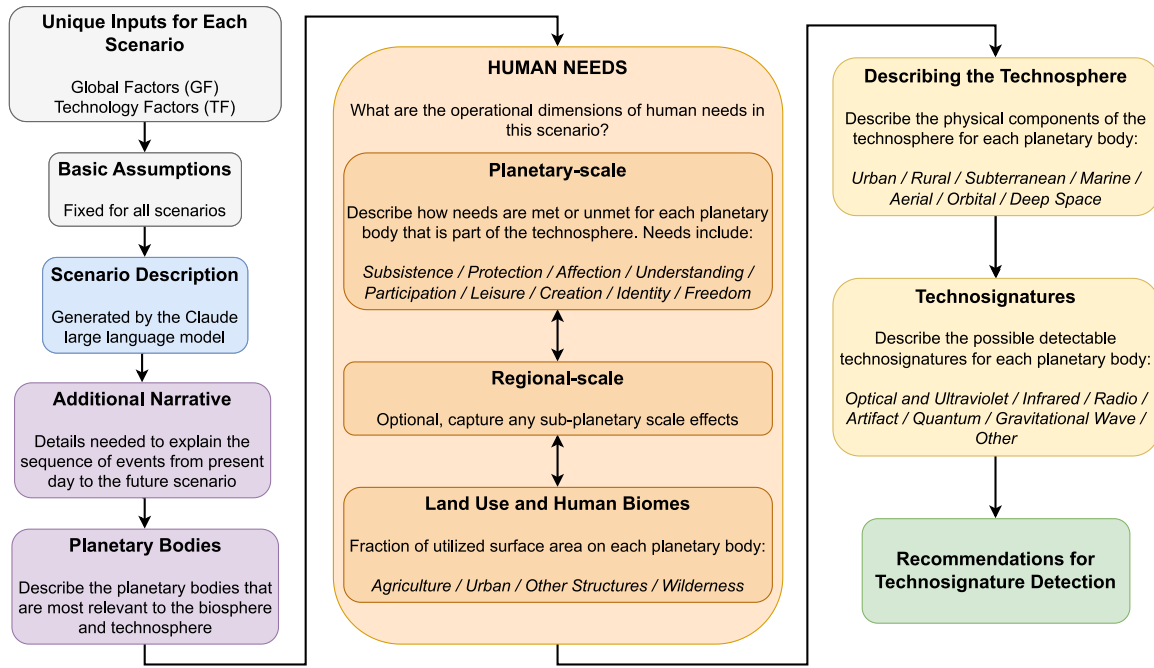 Unique Inputs for Each
Scenario
Global Factors (GF)
Technology Factors (TF)
Basic Assumptions
Fixed for all scenarios
Scenario Description
Generated by the Claude
large language model
Additional Narrative
Details needed to explain the
sequence of events from present
day to the future scenario
Planetary Bodies
Describe the planetary bodies that
are most relevant to the biosphere
and technosphere
HUMAN NEEDS
What are the operational dimensions of human needs in
this scenario?
Planetary-scale
Describe how needs are met or unmet for each planetary
body that is part of the technosphere. Needs include:
Subsistence / Protection / Affection / Understanding /
Participation / Leisure / Creation / Identity / Freedom
Regional-scale
Optional, capture any sub-planetary scale effects
Land Use and Human Biomes
Fraction of utilized surface area on each planetary body:
Agriculture / Urban / Other Structures / Wilderness
Describing the Technosphere
Describe the physical components of the
technosphere for each planetary body:
Urban / Rural / Subterranean / Marine /
Aerial / Orbital / Deep Space
Technosignatures
Describe the possible detectable
technosignatures for each planetary body:
Optical and Ultraviolet / Infrared / Radio /
Artifact / Quantum / Gravitational Wave /
Other
Recommendations for
Technosignature Detection